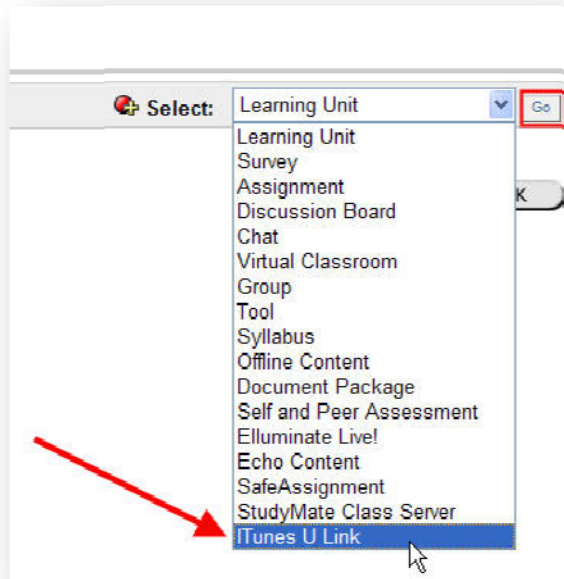 Select: Learning Unit Go
Learning Unit
Survey
Assignment
K
Discussion Board
Chat
Virtual Classroom
Group
Tool
Syllabus
Offline Content
Document Package
Self and Peer Assessment
Elluminate Live!
Echo Content
SafeAssignment
StudyMate Class Server
ITunes U Link